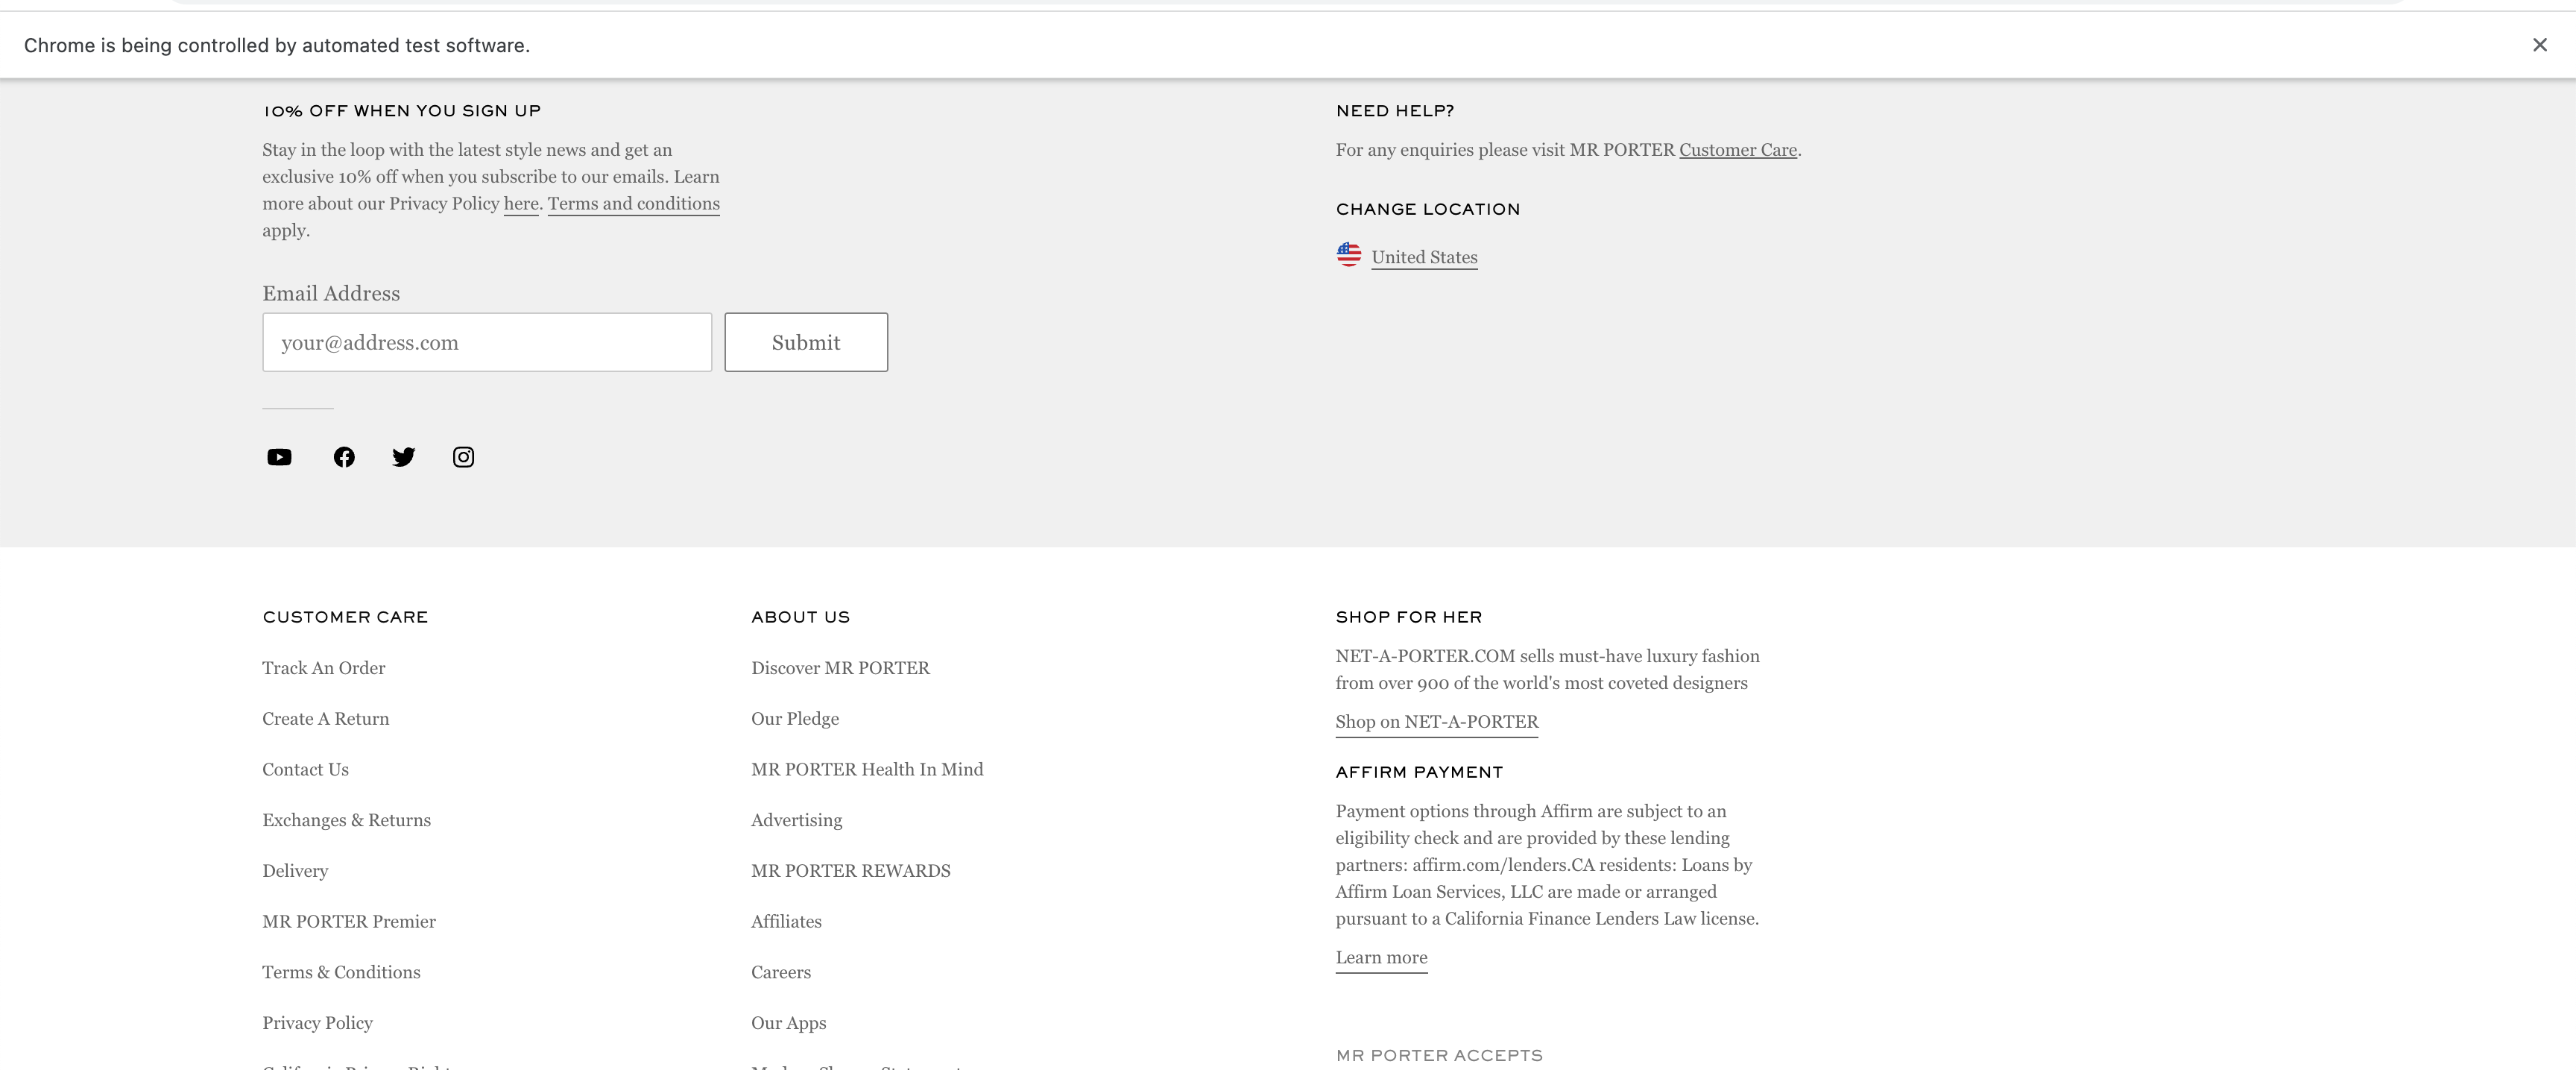 Chrome is being controlled by automated test software.
10% OFF WHEN YOU SIGN UP
Stay in the loop with the latest style news and get an
exclusive 10% off when you subscribe to our emails. Learn
more about our Privacy Policy here. Terms and conditions
apply.
Email Address
your@address.com
Submit
NEED HELP?
For any enquiries please visit MR PORTER Customer Care.
CHANGE LOCATION
United States
CUSTOMER CARE
Track An Order
Create A Return
Contact Us
Exchanges & Returns
Delivery
MR PORTER Premier
Terms & Conditions
Privacy Policy
ABOUT US
Discover MR PORTER
Our Pledge
MR PORTER Health In Mind
Advertising
MR PORTER REWARDS
Affiliates
Careers
Our Apps
SHOP FOR HER
NET-A-PORTER.COM sells must-have luxury fashion
from over 900 of the world's most coveted designers
Shop on NET-A-PORTER
AFFIRM PAYMENT
Payment options through Affirm are subject to an
eligibility check and are provided by these lending
partners: affirm.com/lenders.CA residents: Loans by
Affirm Loan Services, LLC are made or arranged
pursuant to a California Finance Lenders Law license.
Learn more
MR PORTER ACCEPTS